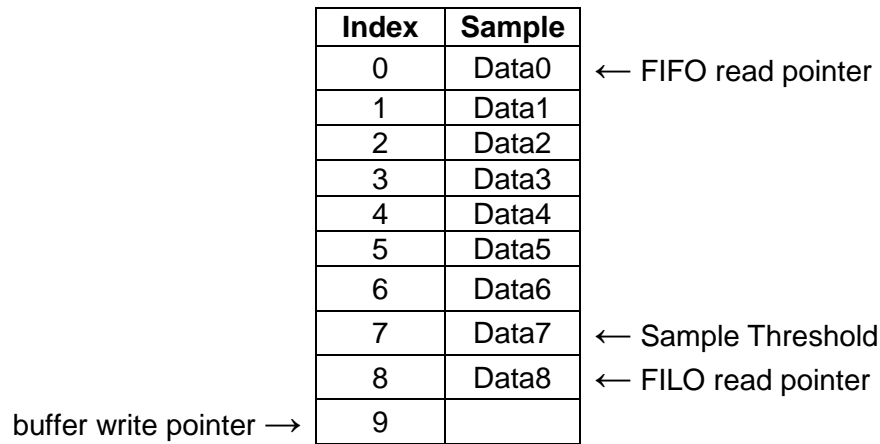 Index Sample
0 Data0 ← FIFO read pointer
1 Data1
2 Data2
3 Data3
4 Data4
5 Data5
6 Data6
7 Data7 ← Sample Threshold
8 Data8 ← FILO read pointer
buffer write pointer → 9